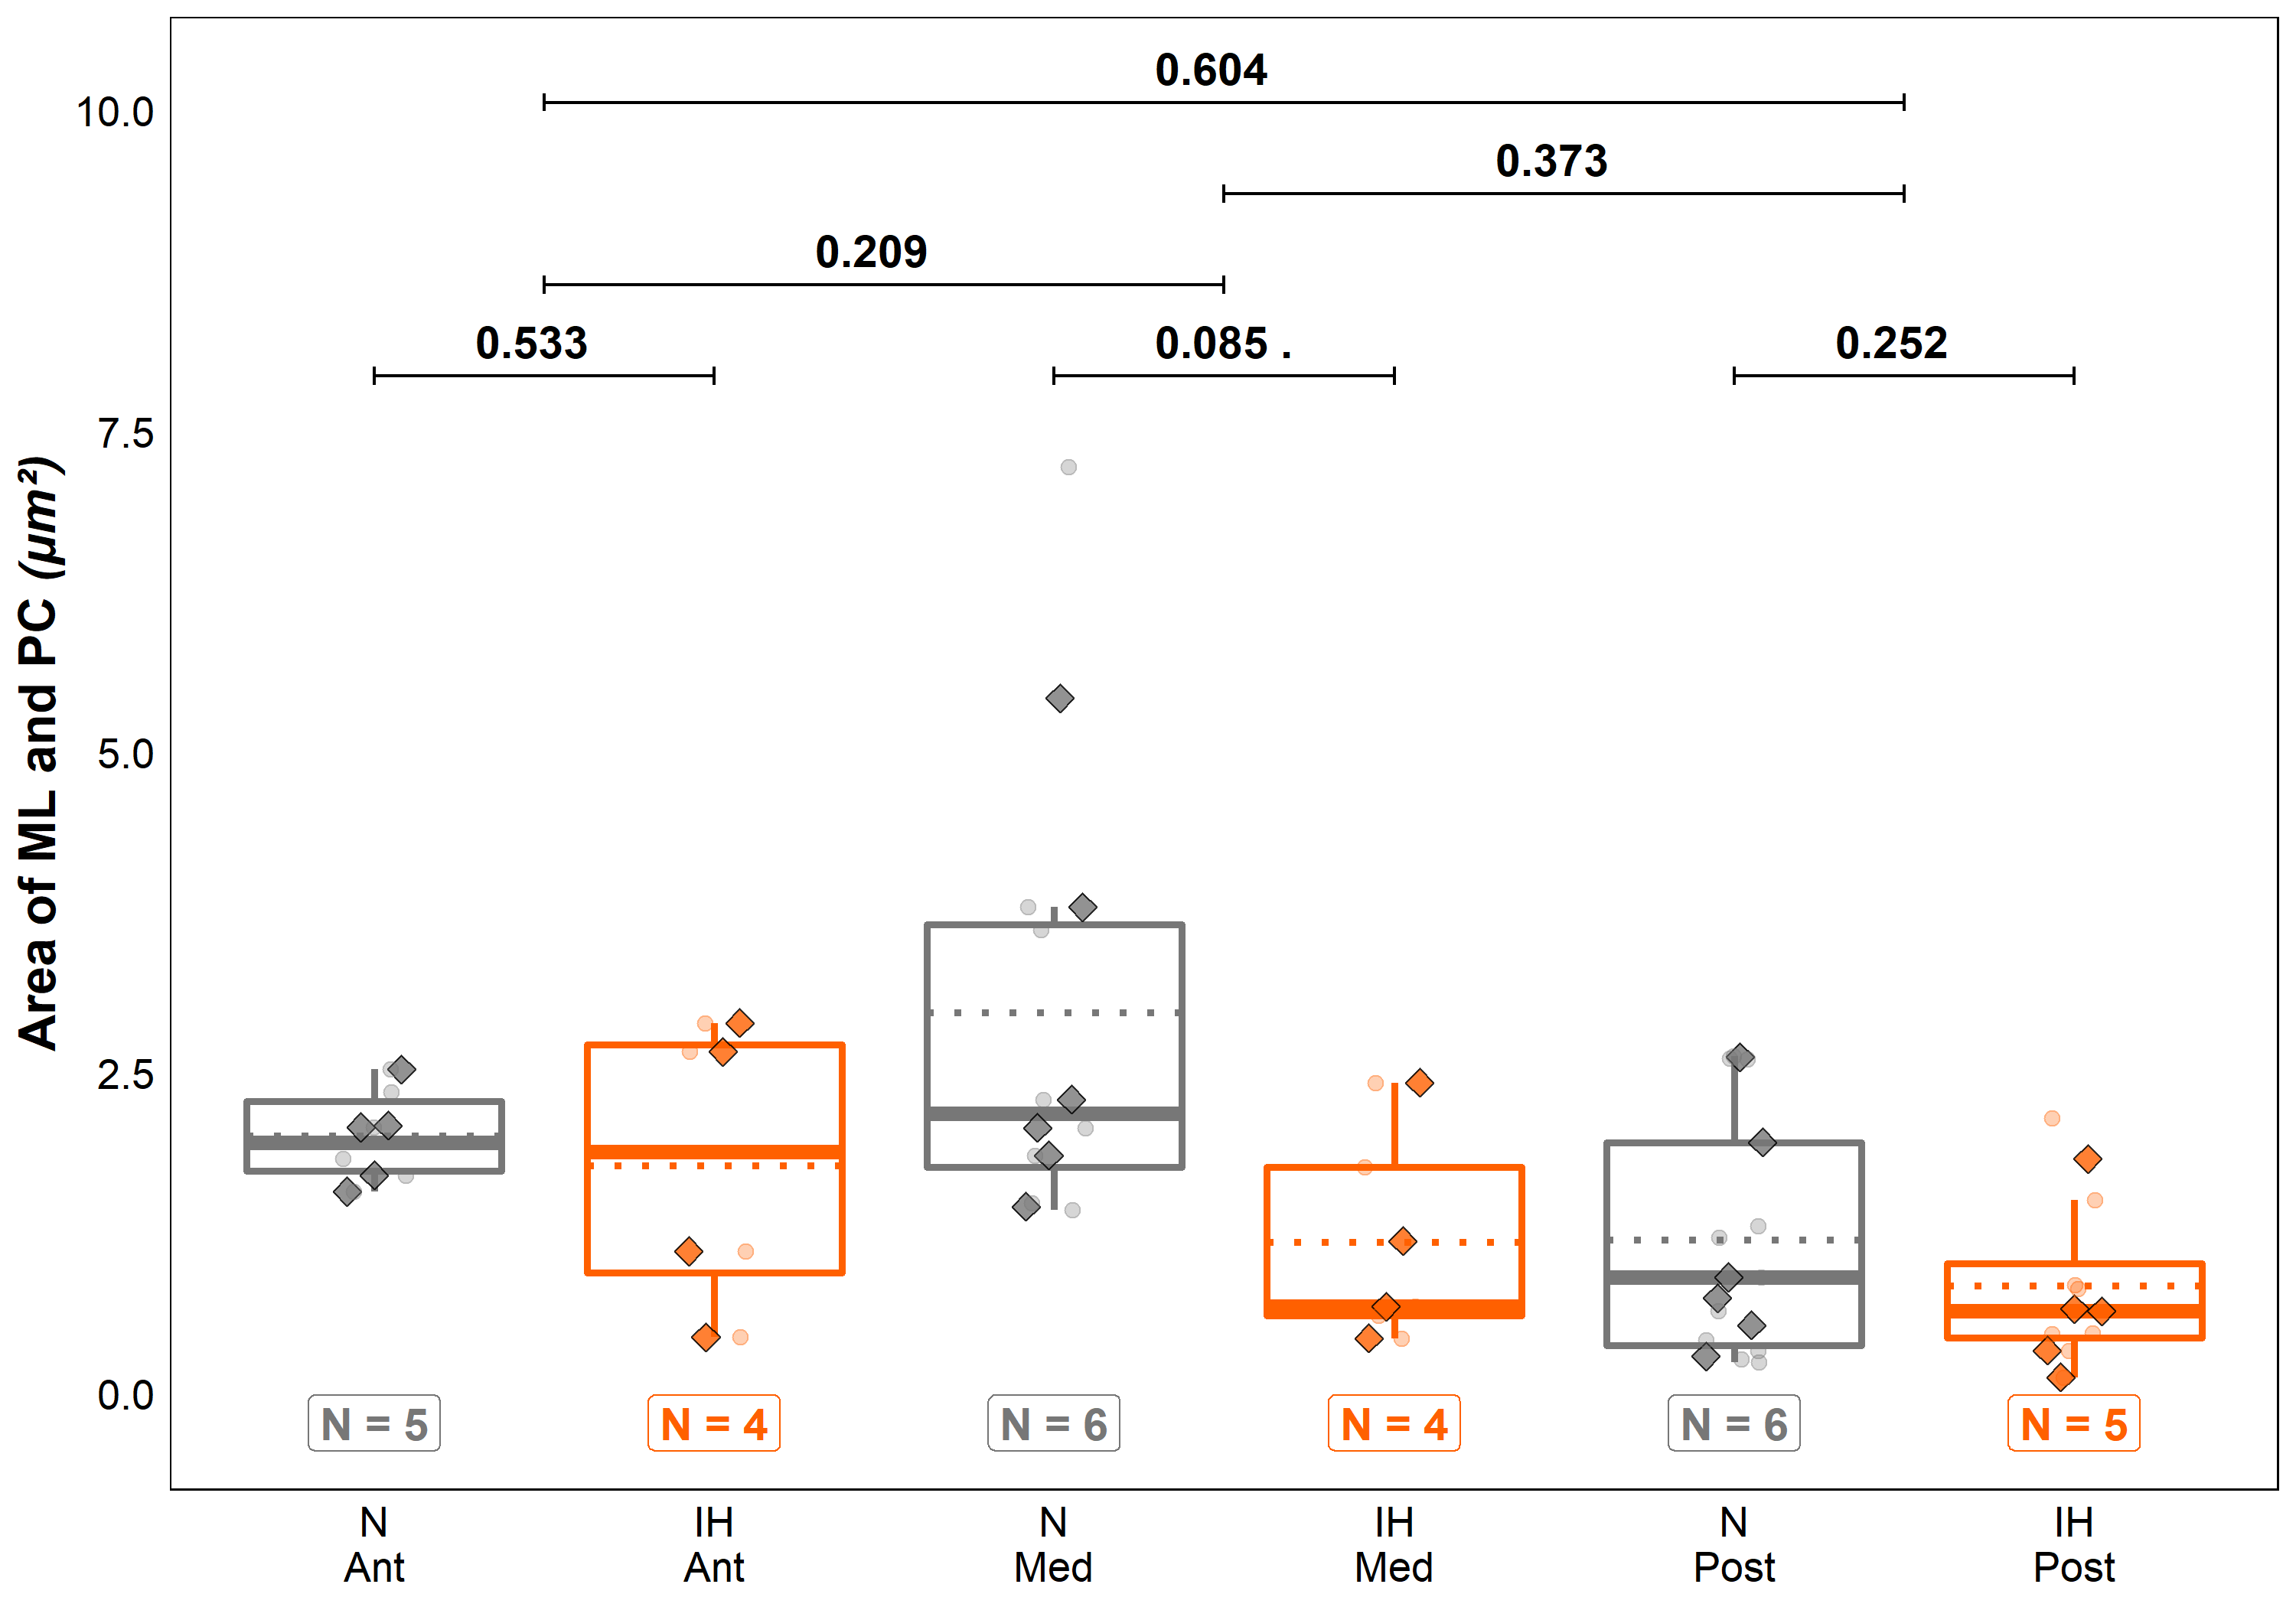 Area of ML and PC (µm²)
10.0
7.5
5.0
2.5
0.0
0.604
0.373
0.209
0.533
0.085 .
0.252
N = 5
N = 4
N = 6
N = 4
N = 6
N = 5
N
Ant
IH
Ant
N
Med
IH
Med
N
Post
IH
Post